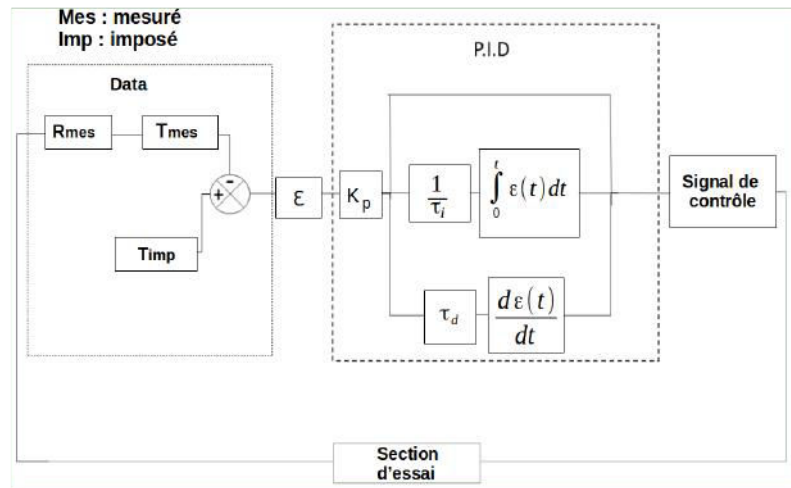 Mes : mesuré
Imp : imposé
P.I.D
Data
Rmes
Tmes
-
+
Timp
ε
Kp
1/τi
∫0t ε(t)dt
τd
dε(t)/dt
Signal de
contrôle
Section
d'essai